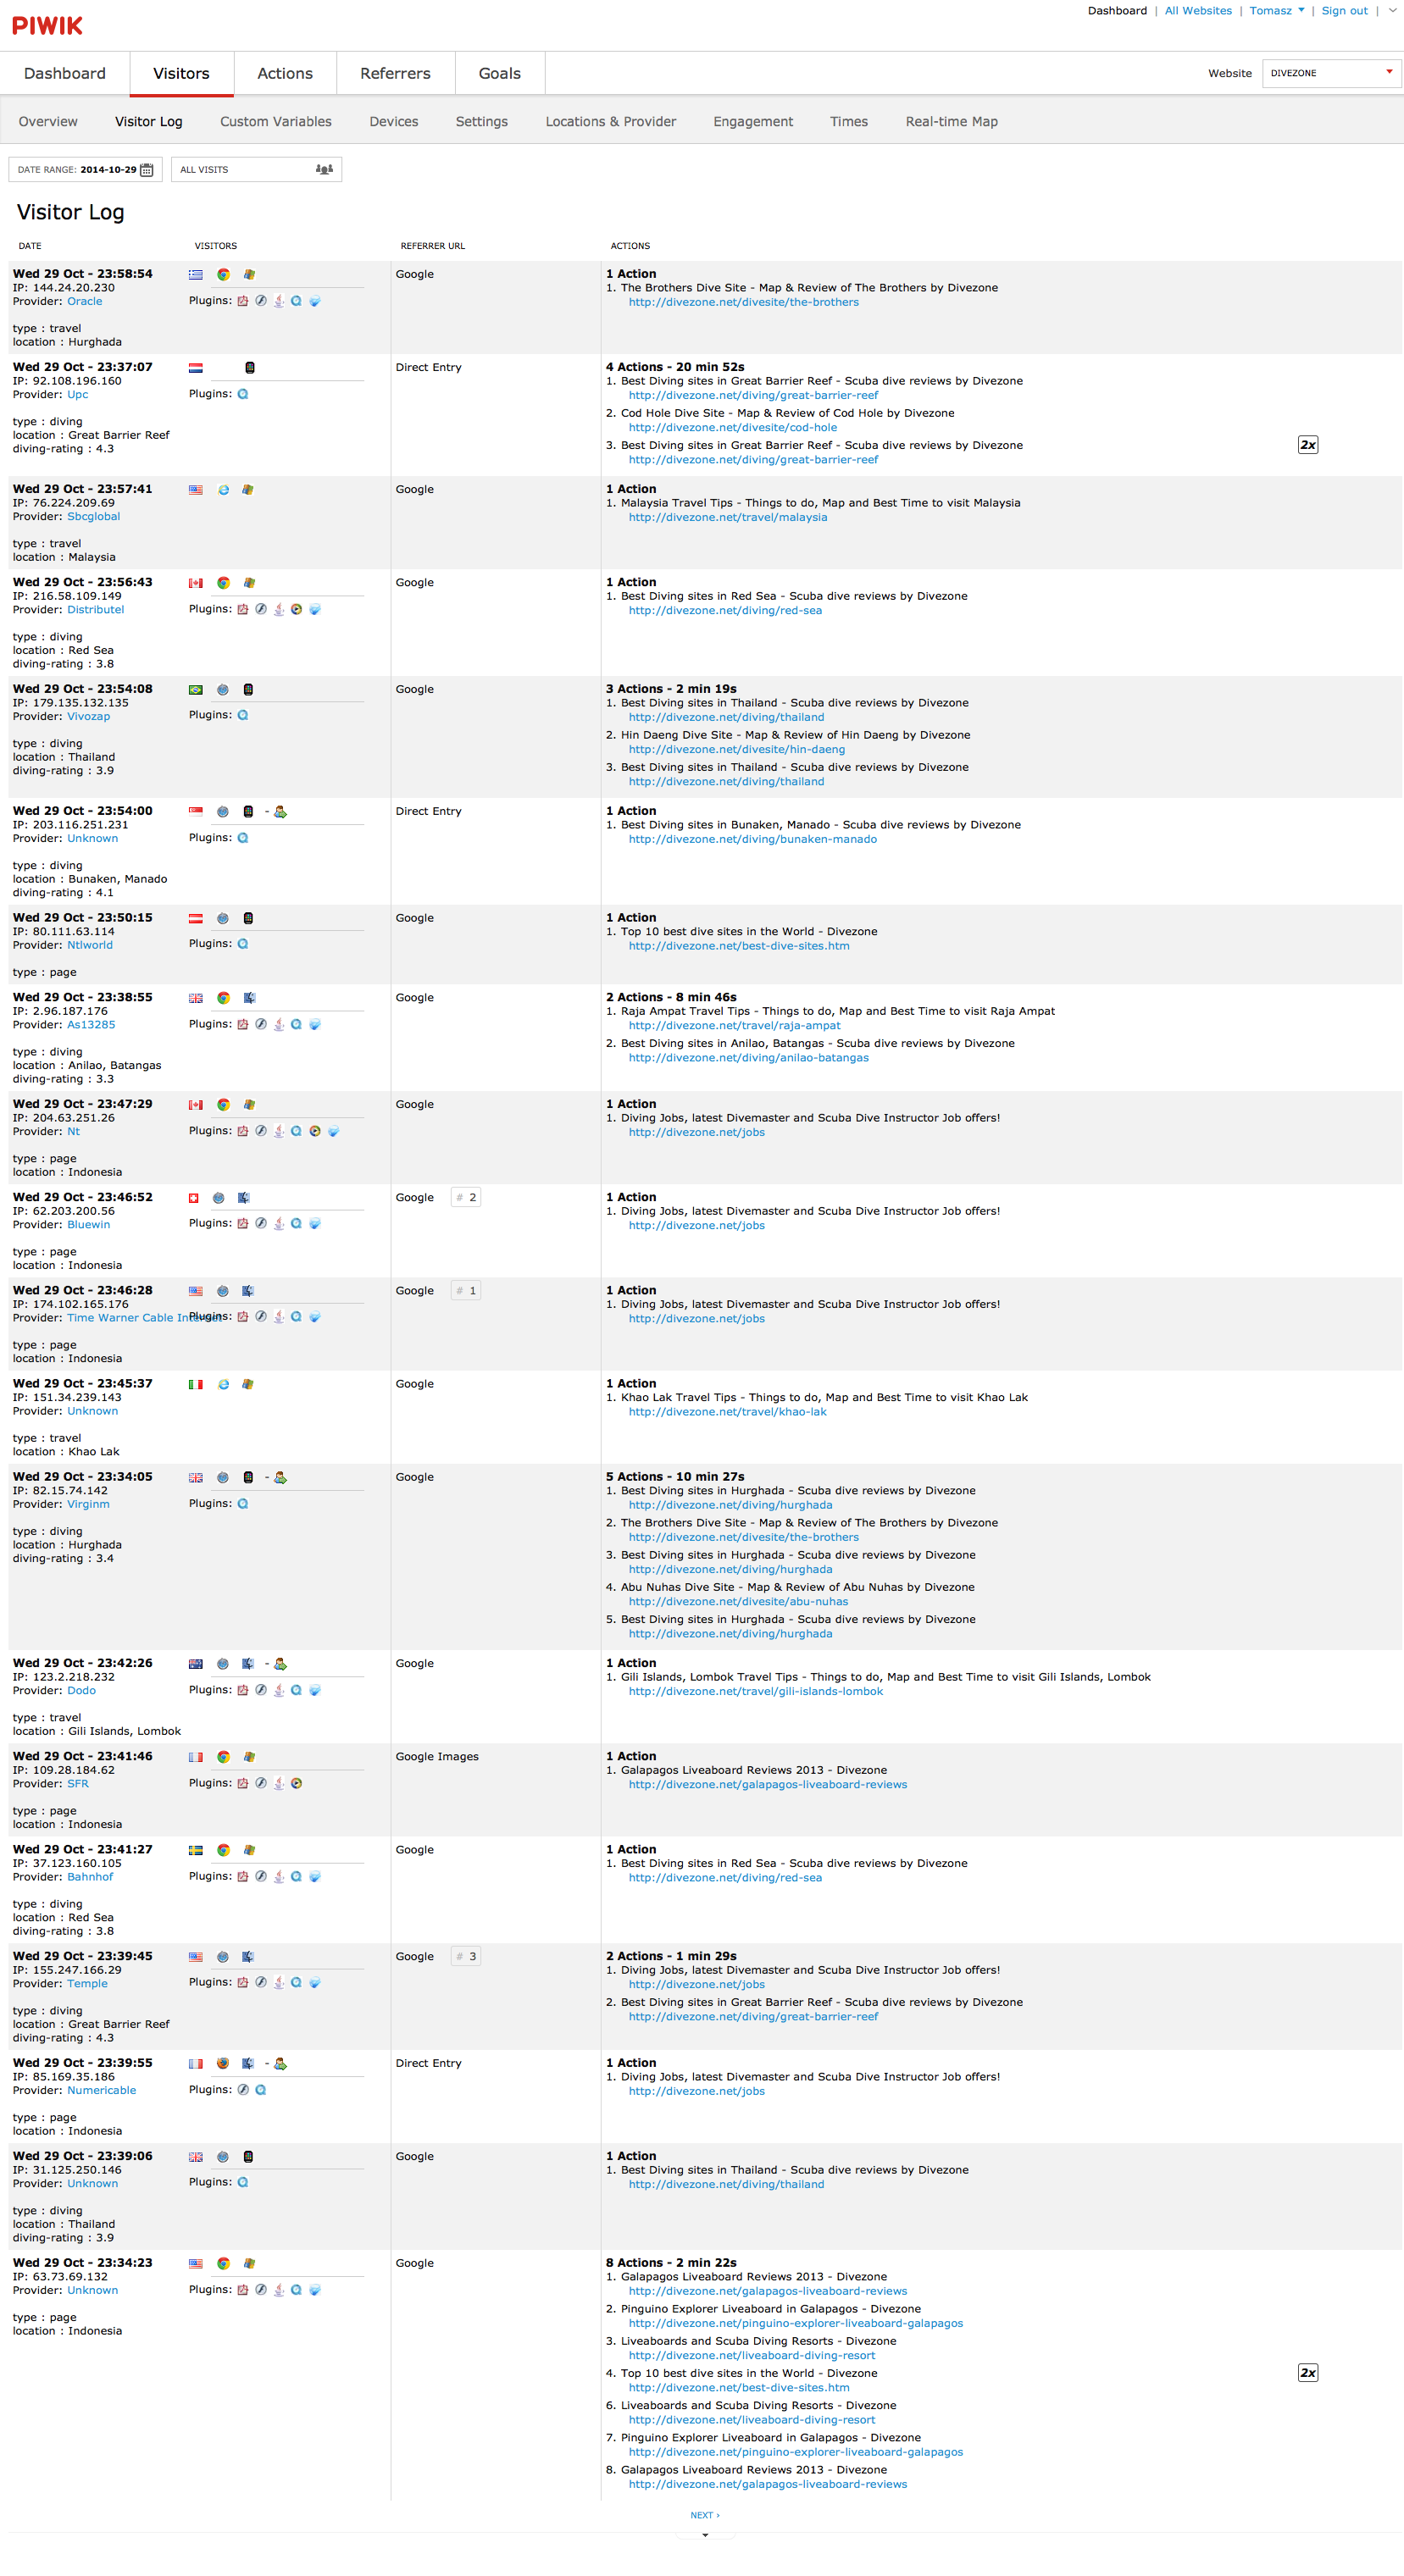 PIWIK
Dashboard | All Websites | Tomasz | Sign out |
Dashboard Visitors Actions Referrers Goals
Website DIVEZONE
Overview Visitor Log Custom Variables Devices Settings Locations & Provider Engagement Times Real-time Map
DATE RANGE: 2014-10-29
ALL VISITS
Visitor Log
DATE VISITORS REFERRER URL ACTIONS
Wed 29 Oct - 23:58:54
IP: 144.24.20.230
Provider: Oracle
type : travel
location : Hurghada
Plugins:
Google
1 Action
1. The Brothers Dive Site - Map & Review of The Brothers by Divezone
http://divezone.net/divesite/the-brothers
Wed 29 Oct - 23:37:07
IP: 92.108.196.160
Provider: Upc
type : diving
location : Great Barrier Reef
diving-rating : 4.3
Plugins:
Direct Entry
4 Actions - 20 min 52s
1. Best Diving sites in Great Barrier Reef - Scuba dive reviews by Divezone
http://divezone.net/diving/great-barrier-reef
2. Cod Hole Dive Site - Map & Review of Cod Hole by Divezone
http://divezone.net/divesite/cod-hole
3. Best Diving sites in Great Barrier Reef - Scuba dive reviews by Divezone 2x
http://divezone.net/diving/great-barrier-reef
Wed 29 Oct - 23:57:41
IP: 76.224.209.69
Provider: Sbcglobal
type : travel
location : Malaysia
Google
1 Action
1. Malaysia Travel Tips - Things to do, Map and Best Time to visit Malaysia
http://divezone.net/travel/malaysia
Wed 29 Oct - 23:56:43
IP: 216.58.109.149
Provider: Distributel
type : diving
location : Red Sea
diving-rating : 3.8
Plugins:
Google
1 Action
1. Best Diving sites in Red Sea - Scuba dive reviews by Divezone
http://divezone.net/diving/red-sea
Wed 29 Oct - 23:54:08
IP: 179.135.132.135
Provider: Vivozap
type : diving
location : Thailand
diving-rating : 3.9
Plugins:
Google
3 Actions - 2 min 19s
1. Best Diving sites in Thailand - Scuba dive reviews by Divezone
http://divezone.net/diving/thailand
2. Hin Daeng Dive Site - Map & Review of Hin Daeng by Divezone
http://divezone.net/divesite/hin-daeng
3. Best Diving sites in Thailand - Scuba dive reviews by Divezone
http://divezone.net/diving/thailand
Wed 29 Oct - 23:54:00
IP: 203.116.251.231
Provider: Unknown
type : diving
location : Bunaken, Manado
diving-rating : 4.1
-
Plugins:
Direct Entry
1 Action
1. Best Diving sites in Bunaken, Manado - Scuba dive reviews by Divezone
http://divezone.net/diving/bunaken-manado
Wed 29 Oct - 23:50:15
IP: 80.111.63.114
Provider: Ntlworld
type : page
Plugins:
Google
1 Action
1. Top 10 best dive sites in the World - Divezone
http://divezone.net/best-dive-sites.htm
Wed 29 Oct - 23:38:55
IP: 2.96.187.176
Provider: As13285
type : diving
location : Anilao, Batangas
diving-rating : 3.3
Plugins:
Google
2 Actions - 8 min 46s
1. Raja Ampat Travel Tips - Things to do, Map and Best Time to visit Raja Ampat
http://divezone.net/travel/raja-ampat
2. Best Diving sites in Anilao, Batangas - Scuba dive reviews by Divezone
http://divezone.net/diving/anilao-batangas
Wed 29 Oct - 23:47:29
IP: 204.63.251.26
Provider: Nt
type : page
location : Indonesia
Plugins:
Google
1 Action
1. Diving Jobs, latest Divemaster and Scuba Dive Instructor Job offers!
http://divezone.net/jobs
Wed 29 Oct - 23:46:52
IP: 62.203.200.56
Provider: Bluewin
type : page
location : Indonesia
Plugins:
Google # 2
1 Action
1. Diving Jobs, latest Divemaster and Scuba Dive Instructor Job offers!
http://divezone.net/jobs
Wed 29 Oct - 23:46:28
IP: 174.102.165.176
Provider: Time Warner Cable Internet
type : page
location : Indonesia
Plugins:
Google # 1
1 Action
1. Diving Jobs, latest Divemaster and Scuba Dive Instructor Job offers!
http://divezone.net/jobs
Wed 29 Oct - 23:45:37
IP: 151.34.239.143
Provider: Unknown
type : travel
location : Khao Lak
Google
1 Action
1. Khao Lak Travel Tips - Things to do, Map and Best Time to visit Khao Lak
http://divezone.net/travel/khao-lak
Wed 29 Oct - 23:34:05
IP: 82.15.74.142
Provider: Virginm
type : diving
location : Hurghada
diving-rating : 3.4
-
Plugins:
Google
5 Actions - 10 min 27s
1. Best Diving sites in Hurghada - Scuba dive reviews by Divezone
http://divezone.net/diving/hurghada
2. The Brothers Dive Site - Map & Review of The Brothers by Divezone
http://divezone.net/divesite/the-brothers
3. Best Diving sites in Hurghada - Scuba dive reviews by Divezone
http://divezone.net/diving/hurghada
4. Abu Nuhas Dive Site - Map & Review of Abu Nuhas by Divezone
http://divezone.net/divesite/abu-nuhas
5. Best Diving sites in Hurghada - Scuba dive reviews by Divezone
http://divezone.net/diving/hurghada
Wed 29 Oct - 23:42:26
IP: 123.2.218.232
Provider: Dodo
type : travel
location : Gili Islands, Lombok
-
Plugins:
Google
1 Action
1. Gili Islands, Lombok Travel Tips - Things to do, Map and Best Time to visit Gili Islands, Lombok
http://divezone.net/travel/gili-islands-lombok
Wed 29 Oct - 23:41:46
IP: 109.28.184.62
Provider: SFR
type : page
location : Indonesia
Plugins:
Google Images
1 Action
1. Galapagos Liveaboard Reviews 2013 - Divezone
http://divezone.net/galapagos-liveaboard-reviews
Wed 29 Oct - 23:41:27
IP: 37.123.160.105
Provider: Bahnhof
type : diving
location : Red Sea
diving-rating : 3.8
Plugins:
Google
1 Action
1. Best Diving sites in Red Sea - Scuba dive reviews by Divezone
http://divezone.net/diving/red-sea
Wed 29 Oct - 23:39:45
IP: 155.247.166.29
Provider: Temple
type : diving
location : Great Barrier Reef
diving-rating : 4.3
Plugins:
Google # 3
2 Actions - 1 min 29s
1. Diving Jobs, latest Divemaster and Scuba Dive Instructor Job offers!
http://divezone.net/jobs
2. Best Diving sites in Great Barrier Reef - Scuba dive reviews by Divezone
http://divezone.net/diving/great-barrier-reef
Wed 29 Oct - 23:39:55
IP: 85.169.35.186
Provider: Numericable
type : page
location : Indonesia
-
Plugins:
Direct Entry
1 Action
1. Diving Jobs, latest Divemaster and Scuba Dive Instructor Job offers!
http://divezone.net/jobs
Wed 29 Oct - 23:39:06
IP: 31.125.250.146
Provider: Unknown
type : diving
location : Thailand
diving-rating : 3.9
Plugins:
Google
1 Action
1. Best Diving sites in Thailand - Scuba dive reviews by Divezone
http://divezone.net/diving/thailand
Wed 29 Oct - 23:34:23
IP: 63.73.69.132
Provider: Unknown
type : page
location : Indonesia
Plugins:
Google
8 Actions - 2 min 22s
1. Galapagos Liveaboard Reviews 2013 - Divezone
http://divezone.net/galapagos-liveaboard-reviews
2. Pinguino Explorer Liveaboard in Galapagos - Divezone
http://divezone.net/pinguino-explorer-liveaboard-galapagos
3. Liveaboards and Scuba Diving Resorts - Divezone
http://divezone.net/liveaboard-diving-resort
4. Top 10 best dive sites in the World - Divezone 2x
http://divezone.net/best-dive-sites.htm
6. Liveaboards and Scuba Diving Resorts - Divezone
http://divezone.net/liveaboard-diving-resort
7. Pinguino Explorer Liveaboard in Galapagos - Divezone
http://divezone.net/pinguino-explorer-liveaboard-galapagos
8. Galapagos Liveaboard Reviews 2013 - Divezone
http://divezone.net/galapagos-liveaboard-reviews
NEXT ›